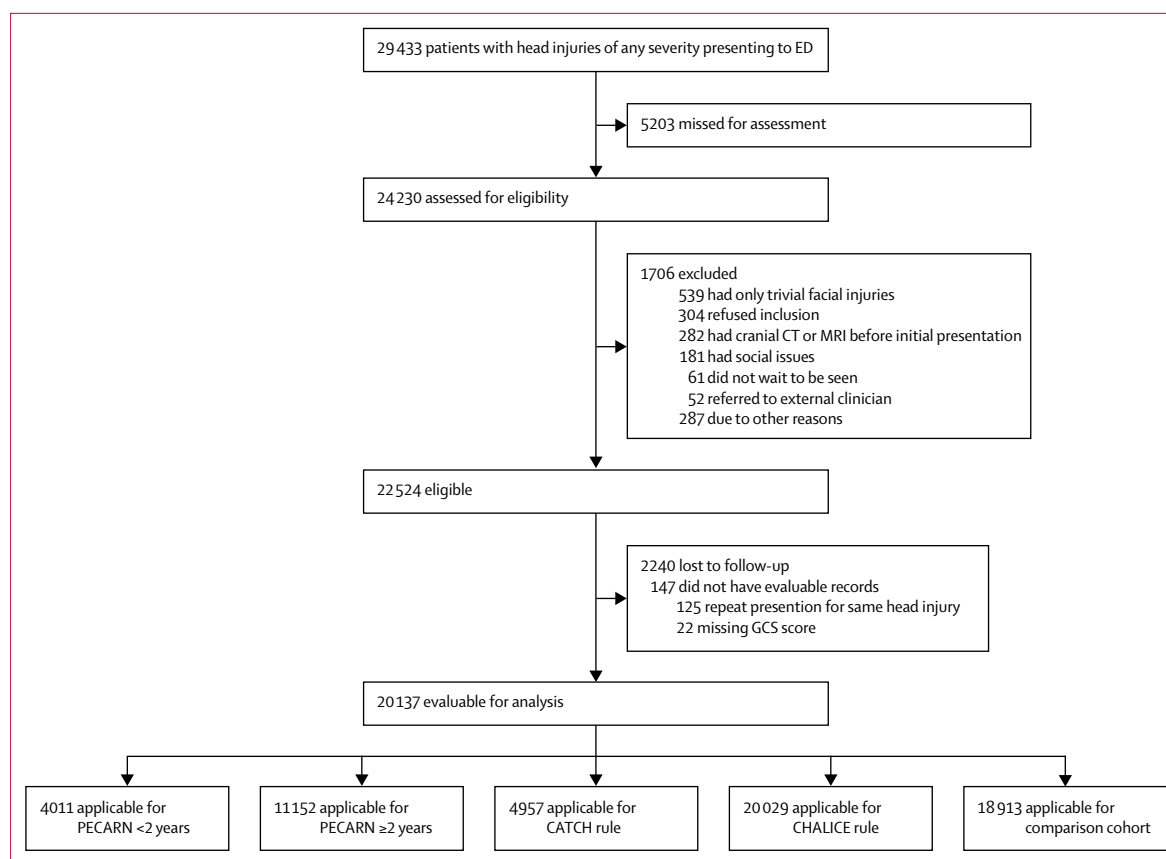 29 433 patients with head injuries of any severity presenting to ED
5203 missed for assessment
24 230 assessed for eligibility
1706 excluded
539 had only trivial facial injuries
304 refused inclusion
282 had cranial CT or MRI before initial presentation
181 had social issues
61 did not wait to be seen
52 referred to external clinician
287 due to other reasons
22 524 eligible
2240 lost to follow-up
147 did not have evaluable records
125 repeat presention for same head injury
22 missing GCS score
20 137 evaluable for analysis
4011 applicable for
PECARN <2 years
11 152 applicable for
PECARN ≥2 years
4957 applicable for
CATCH rule
20 029 applicable for
CHALICE rule
18 913 applicable for
comparison cohort